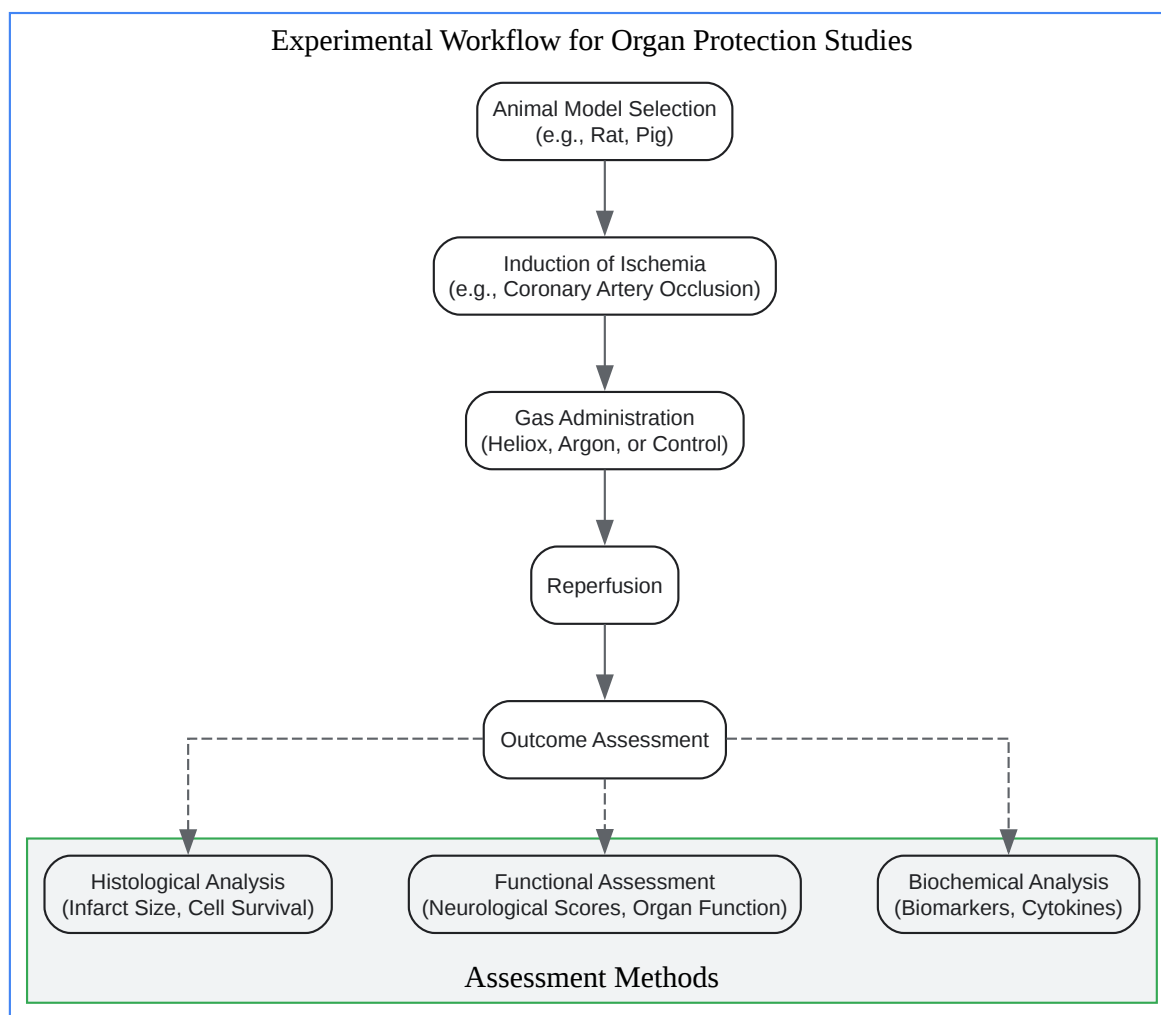 Experimental Workflow for Organ Protection Studies
Animal Model Selection
(e.g., Rat, Pig)
Induction of Ischemia
(e.g., Coronary Artery Occlusion)
Gas Administration
(Heliox, Argon, or Control)
Reperfusion
Outcome Assessment
Histological Analysis
(Infarct Size, Cell Survival)
Functional Assessment
(Neurological Scores, Organ Function)
Biochemical Analysis
(Biomarkers, Cytokines)
Assessment Methods